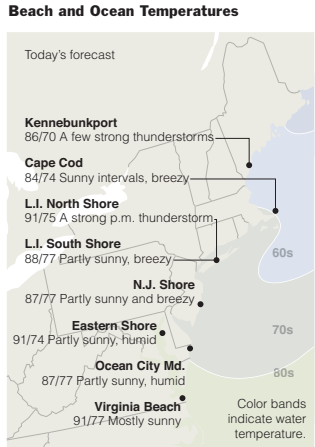 Beach and Ocean Temperatures
Today's forecast
Kennebunkport
86/70 A few strong thunderstorms
Cape Cod
84/74 Sunny intervals, breezy
L.I. North Shore
91/75 A strong p.m. thunderstorm
L.I. South Shore
88/77 Partly sunny, breezy
60s
N.J. Shore
87/77 Partly sunny and breezy
Eastern Shore
91/74 Partly sunny, humid
70s
Ocean City Md.
87/77 Partly sunny, humid
80s
Virginia Beach
91/77 Mostly sunny
Color bands
indicate water
temperature.